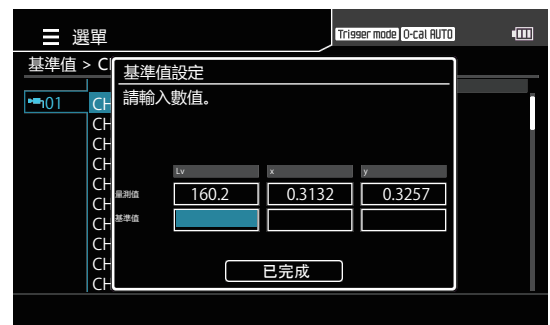 選單
Trigger mode 0-cal AUTO
基準值 > CH
基準值設定
請輸入數值。
01
CH
CH
CH
CH
CH
CH
CH
CH
CH
CH
Lv x y
量測值 160.2 0.3132 0.3257
基準值
已完成